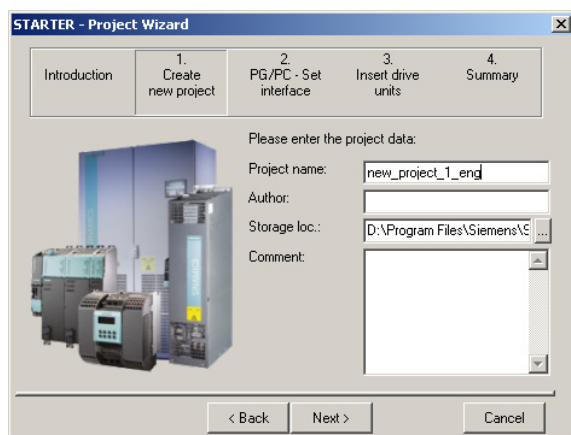 STARTER - Project Wizard
Introduction
1.
Create
new project
2.
PG/PC - Set
interface
3.
Insert drive
units
4.
Summary
Please enter the project data:
Project name:
new_project_1_eng
Author:
Storage loc.:
D:\Program Files\Siemens\S
...
Comment:
< Back
Next >
Cancel